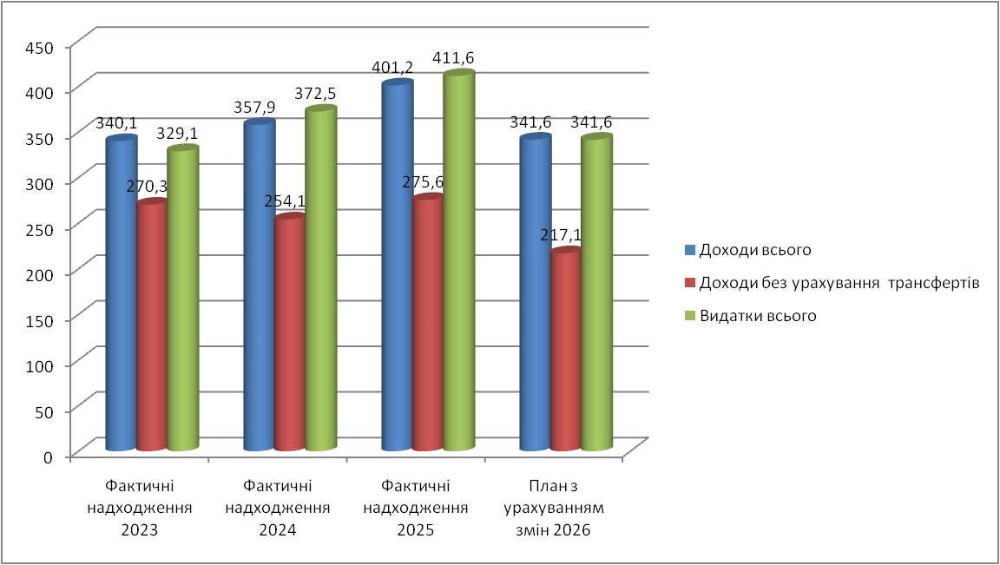 450
400
350
300
250
200
150
100
50
0
340,1
270,3
329,1
357,9
254,1
372,5
401,2
275,6
411,6
341,6
217,1
341,6
Фактичні
надходження
2023
Фактичні
надходження
2024
Фактичні
надходження
2025
План з
урахуванням
змін 2026
Доходи всього
Доходи без урахування трансфертів
Видатки всього